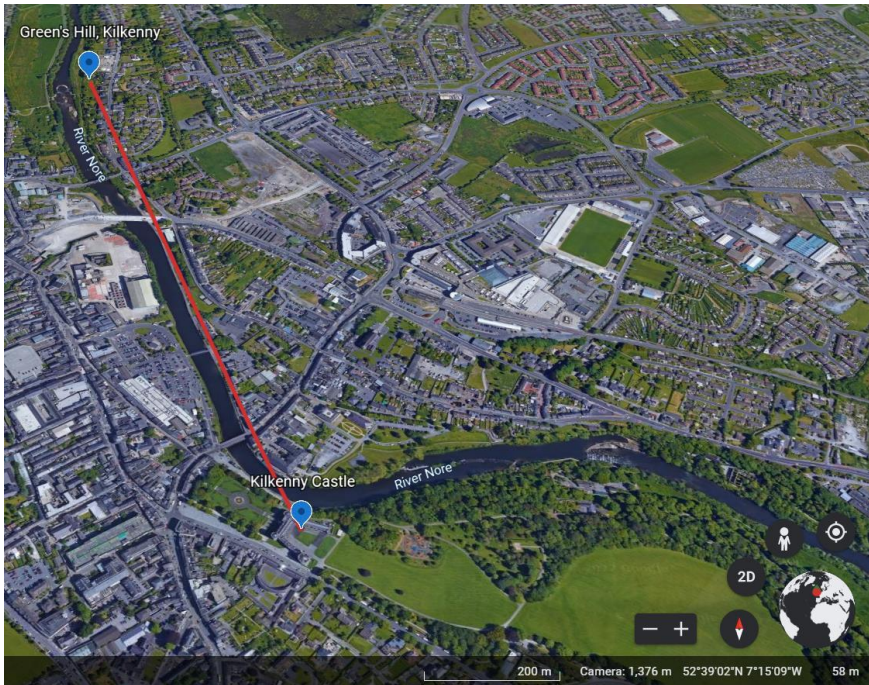 Green's Hill, Kilkenny
River Nore
Kilkenny Castle
River Nore
2D
200 m Camera: 1,376 m 52°39'02"N 7°15'09"W 58 m